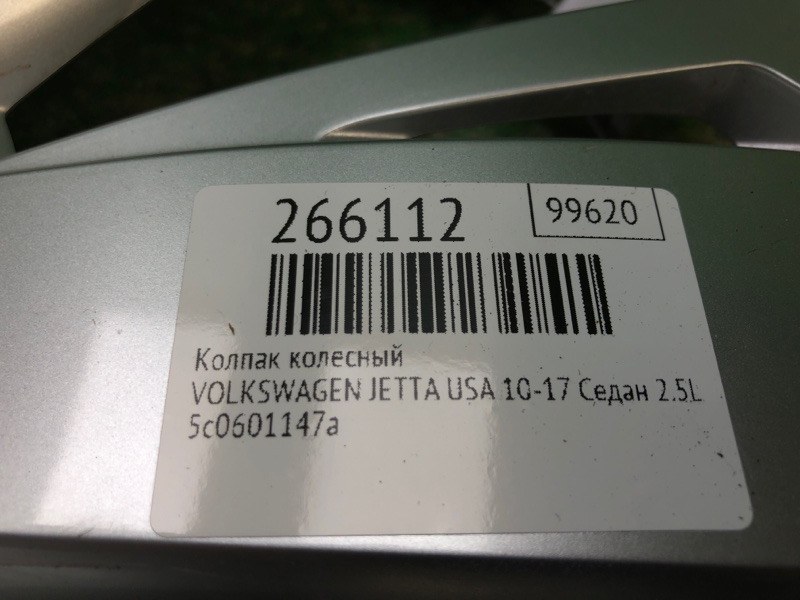 266112
99620
Колпак колесный
VOLKSWAGEN JETTA USA 10-17 Седан 2.5L
5c0601147a